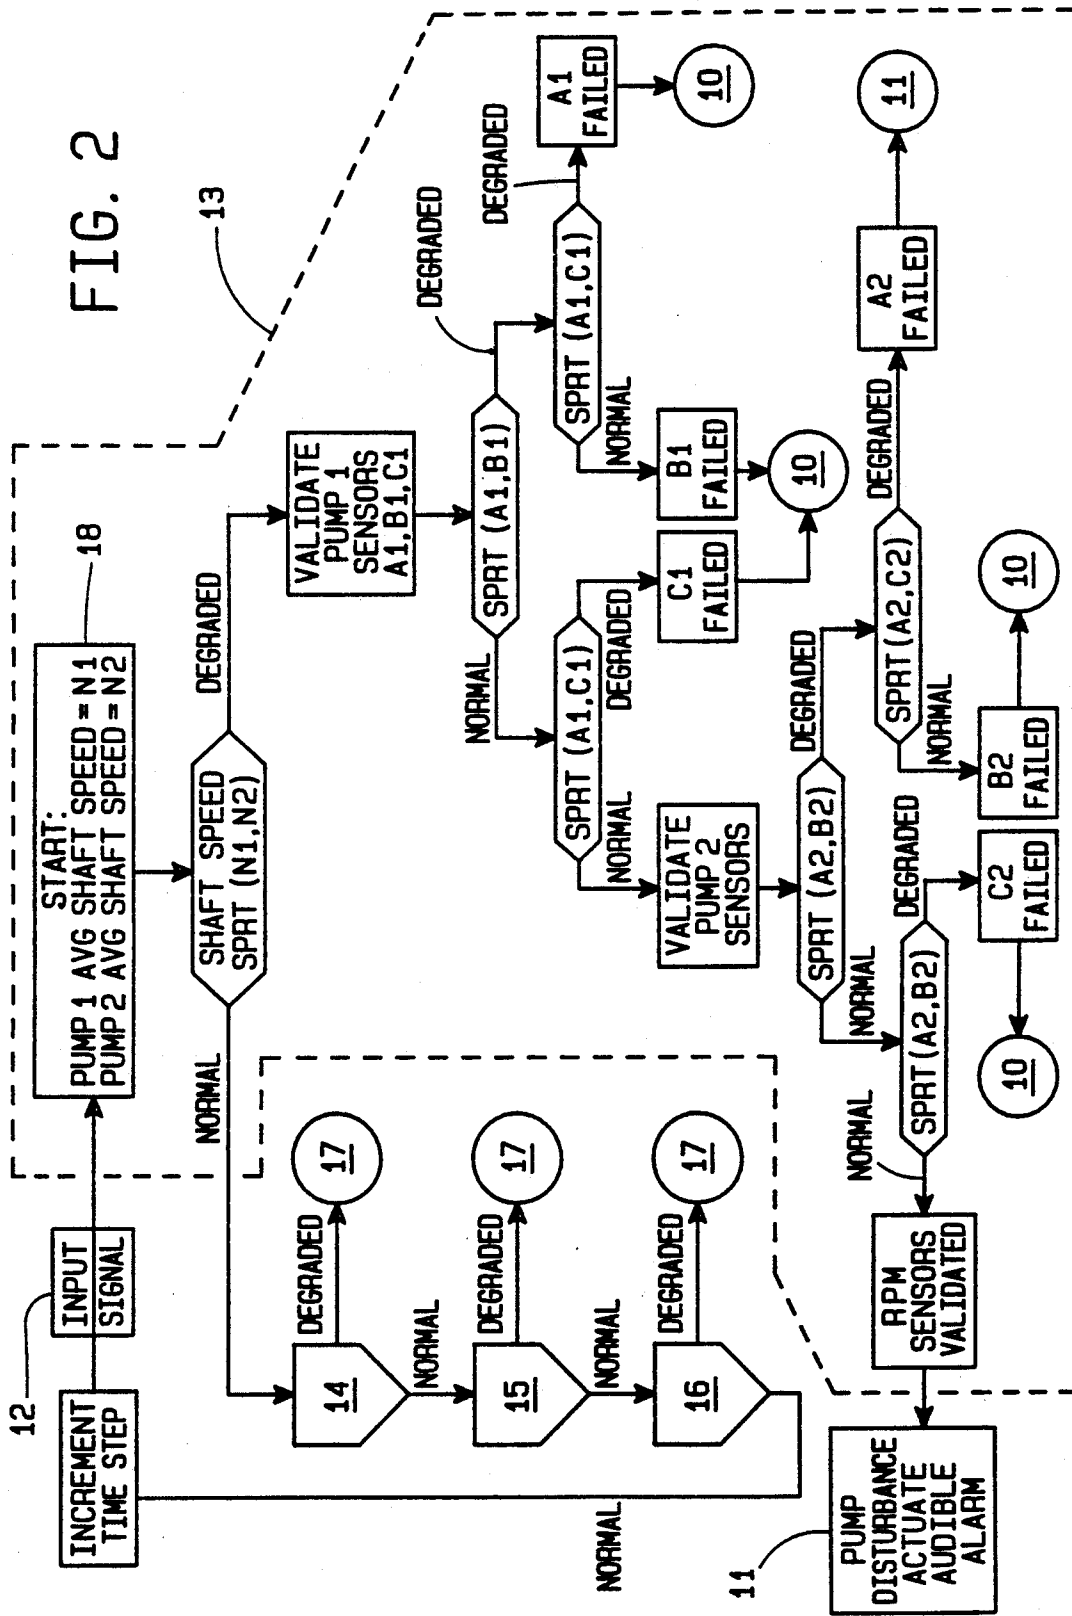 FIG. 2
INCREMENT
TIME STEP
12
INPUT
SIGNAL
START:
PUMP 1 AVG SHAFT SPEED = N1
PUMP 2 AVG SHAFT SPEED = N2
18
13
SHAFT SPEED
SPRT (N1,N2)
NORMAL
DEGRADED
14
DEGRADED
17
NORMAL
15
DEGRADED
17
NORMAL
16
DEGRADED
17
NORMAL
VALIDATE
PUMP 1
SENSORS
A1,B1,C1
SPRT (A1,B1)
NORMAL
DEGRADED
SPRT (A1,C1)
NORMAL
DEGRADED
SPRT (A1,C1)
NORMAL
DEGRADED
A1
FAILED
10
C1
FAILED
B1
FAILED
10
VALIDATE
PUMP 2
SENSORS
SPRT (A2,B2)
NORMAL
DEGRADED
SPRT (A2,B2)
NORMAL
DEGRADED
SPRT (A2,C2)
NORMAL
DEGRADED
A2
FAILED
11
C2
FAILED
10
B2
FAILED
10
RPM
SENSORS
VALIDATED
PUMP
DISTURBANCE
ACTUATE
AUDIBLE
ALARM
11